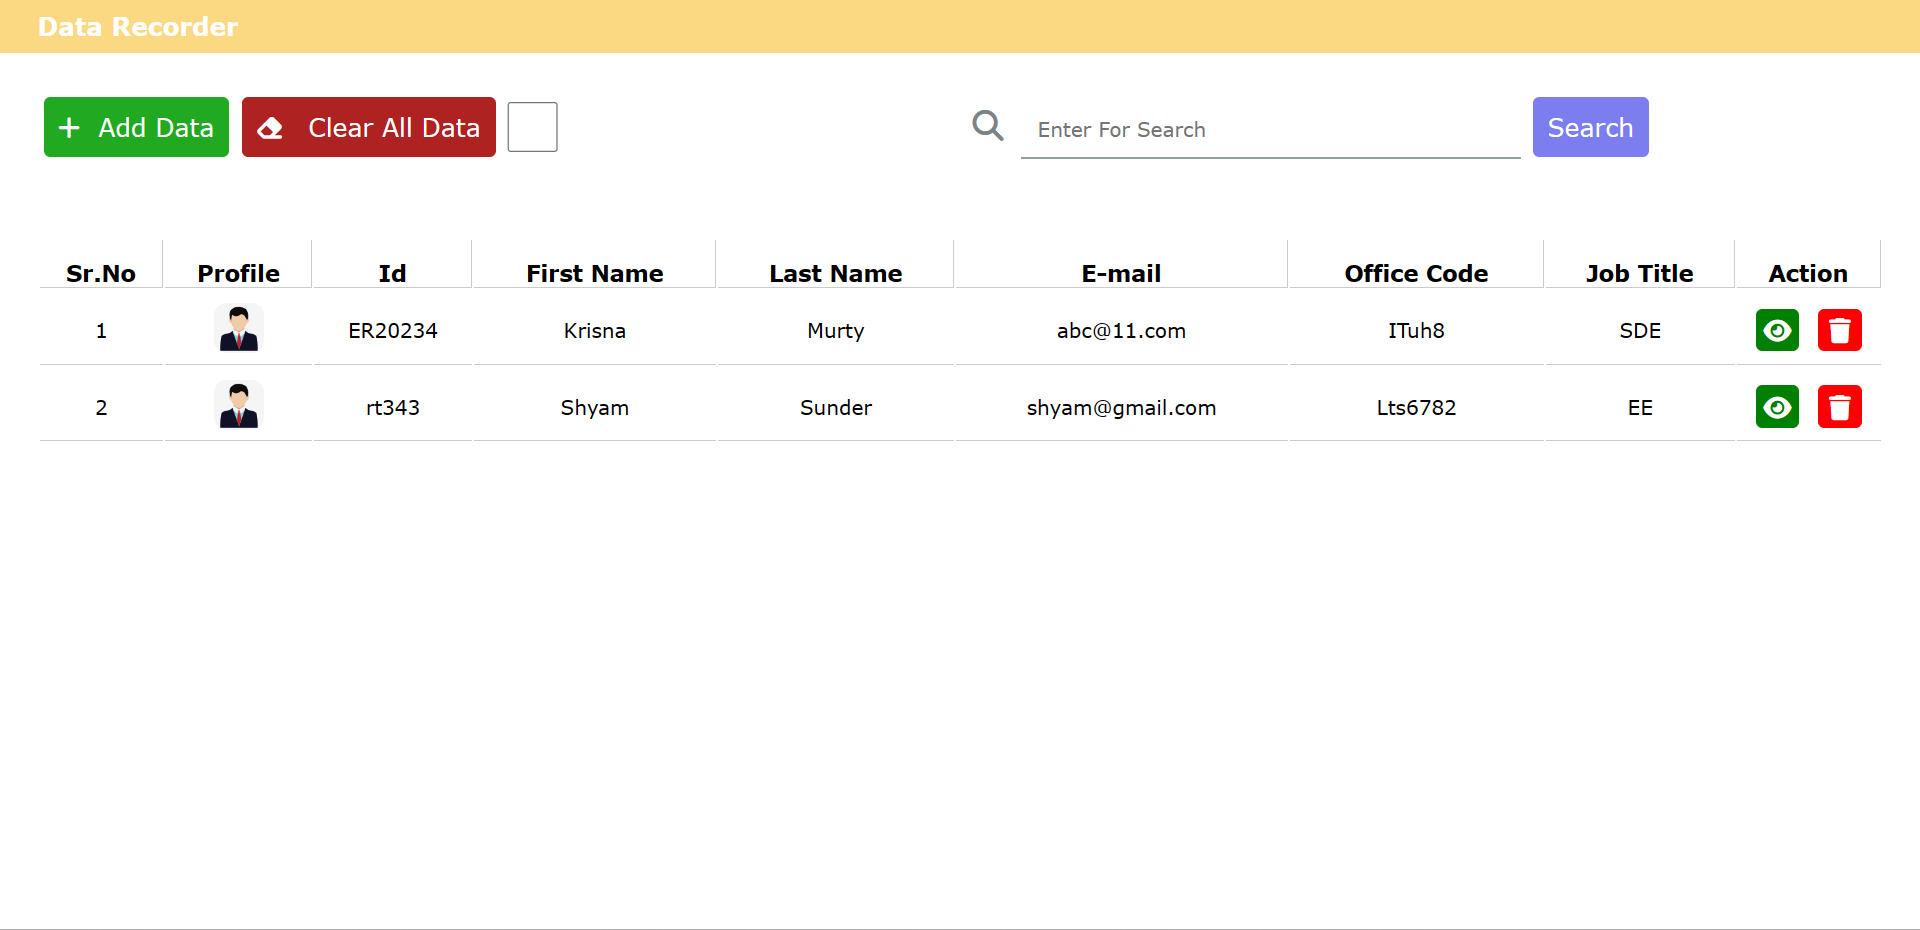 Data Recorder
Add Data Clear All Data Enter For Search Search
Sr.No Profile Id First Name Last Name E-mail Office Code Job Title Action
1 ER20234 Krisna Murty abc@11.com ITuh8 SDE
2 rt343 Shyam Sunder shyam@gmail.com Lts6782 EE